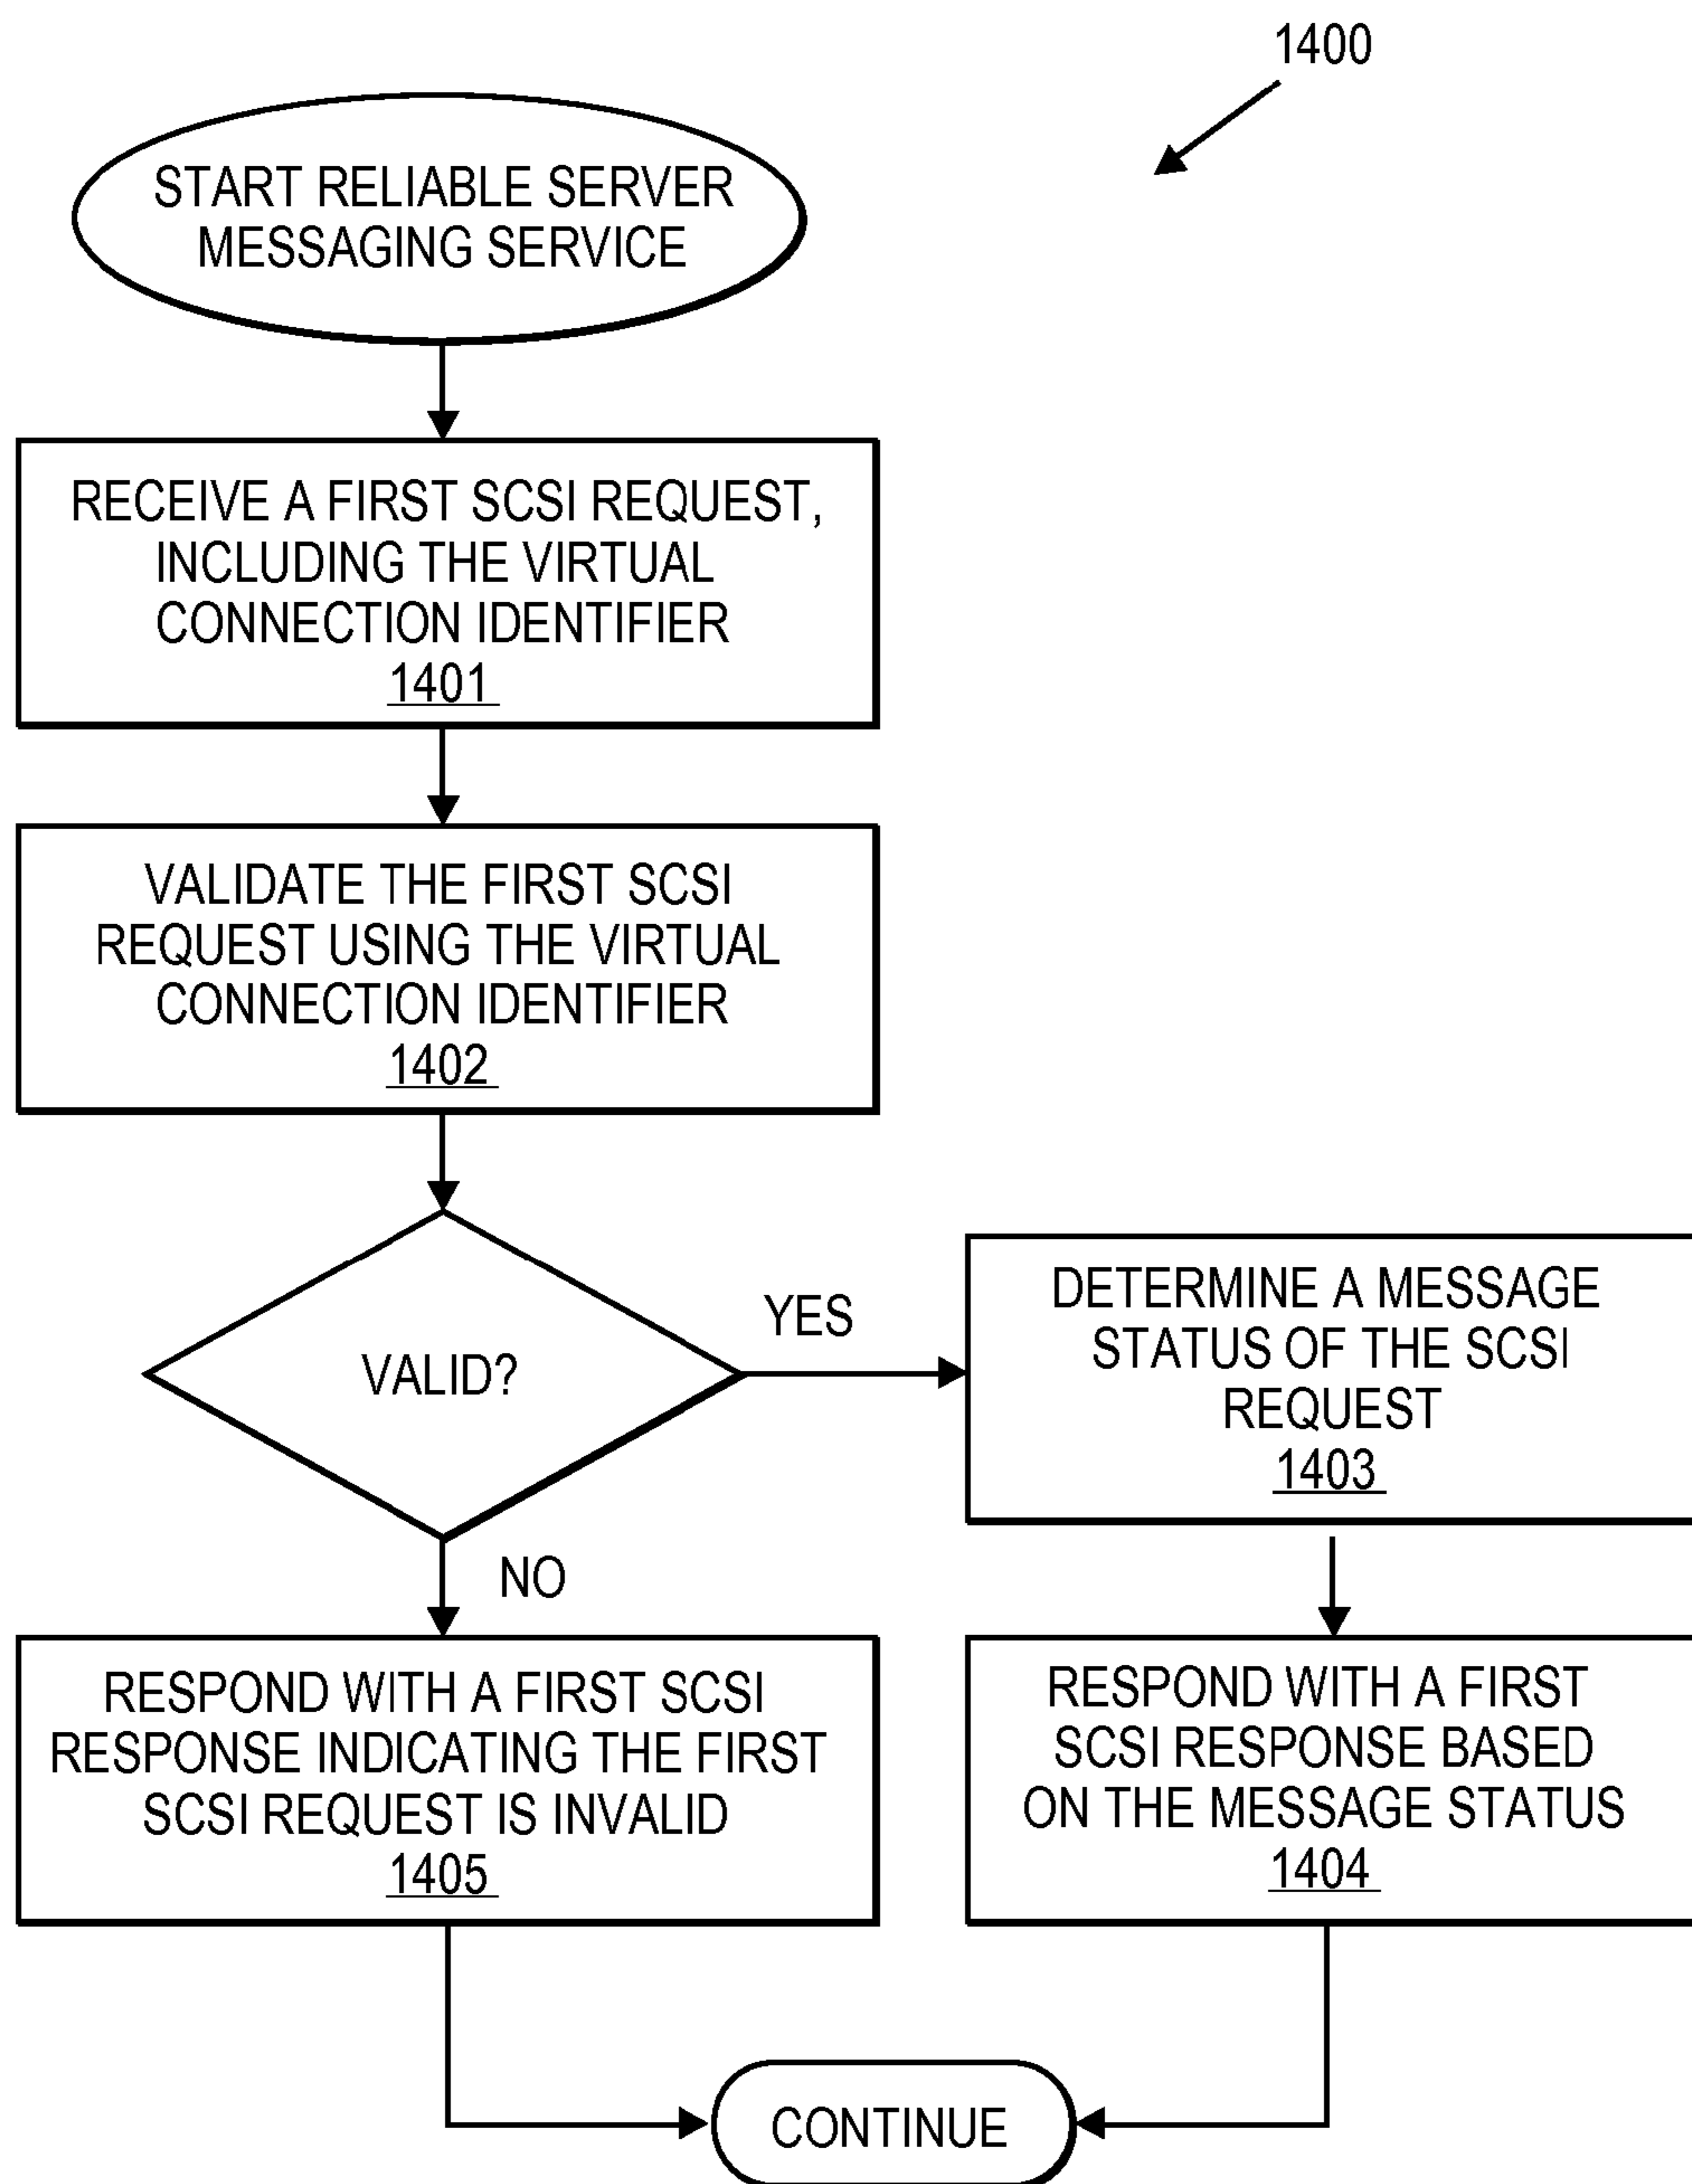 1400
START RELIABLE SERVER
MESSAGING SERVICE
RECEIVE A FIRST SCSI REQUEST,
INCLUDING THE VIRTUAL
CONNECTION IDENTIFIER
1401
VALIDATE THE FIRST SCSI
REQUEST USING THE VIRTUAL
CONNECTION IDENTIFIER
1402
VALID?
YES
DETERMINE A MESSAGE
STATUS OF THE SCSI
REQUEST
1403
NO
RESPOND WITH A FIRST SCSI
RESPONSE INDICATING THE FIRST
SCSI REQUEST IS INVALID
1405
RESPOND WITH A FIRST
SCSI RESPONSE BASED
ON THE MESSAGE STATUS
1404
CONTINUE